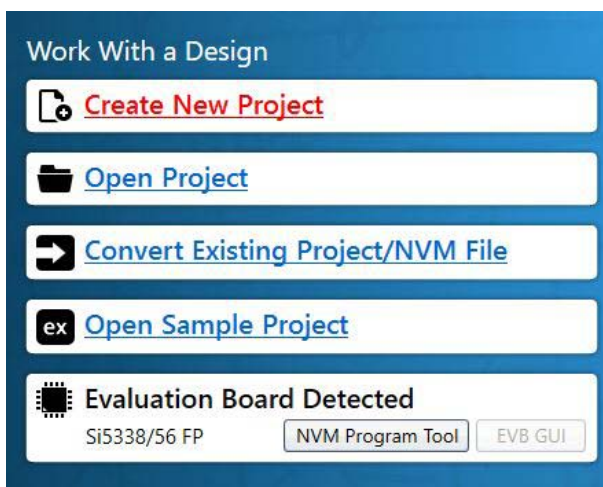 Work With a Design
Create New Project
Open Project
Convert Existing Project/NVM File
ex Open Sample Project
Evaluation Board Detected
Si5338/56 FP NVM Program Tool EVB GUI